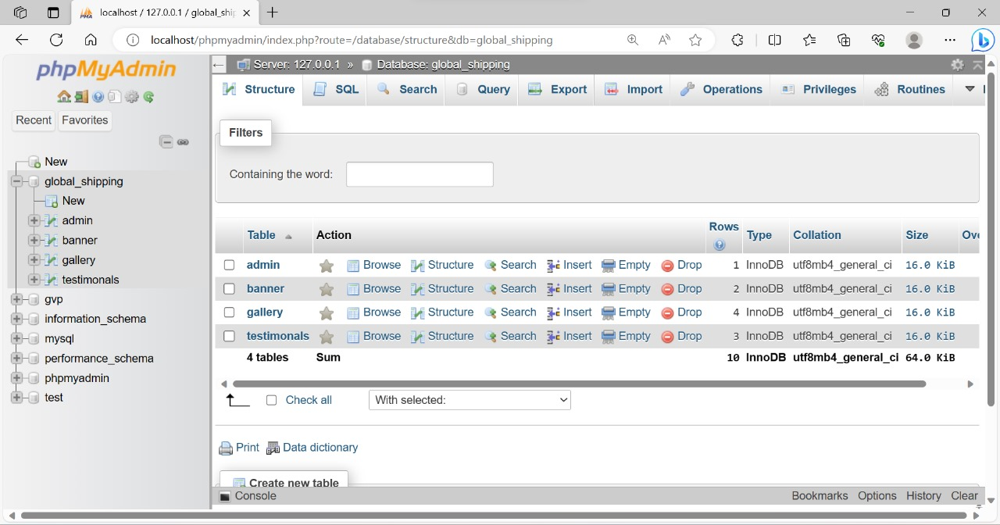 localhost / 127.0.0.1 / global_ship
localhost/phpmyadmin/index.php?route=/database/structure&db=global_shipping
phpMyAdmin
Recent Favorites
New
global_shipping
New
admin
banner
gallery
testimonals
gvp
information_schema
mysql
performance_schema
phpmyadmin
test
Server: 127.0.0.1 » Database: global_shipping
Structure SQL Search Query Export Import Operations Privileges Routines
Filters
Containing the word:
Table Action Rows Type Collation Size Ove
admin Browse Structure Search Insert Empty Drop 1 InnoDB utf8mb4_general_ci 16.0 KiB
banner Browse Structure Search Insert Empty Drop 2 InnoDB utf8mb4_general_ci 16.0 KiB
gallery Browse Structure Search Insert Empty Drop 4 InnoDB utf8mb4_general_ci 16.0 KiB
testimonals Browse Structure Search Insert Empty Drop 3 InnoDB utf8mb4_general_ci 16.0 KiB
4 tables Sum 10 InnoDB utf8mb4_general_ci 64.0 KiB
Check all With selected:
Print Data dictionary
Create new table
Console Bookmarks Options History Clear